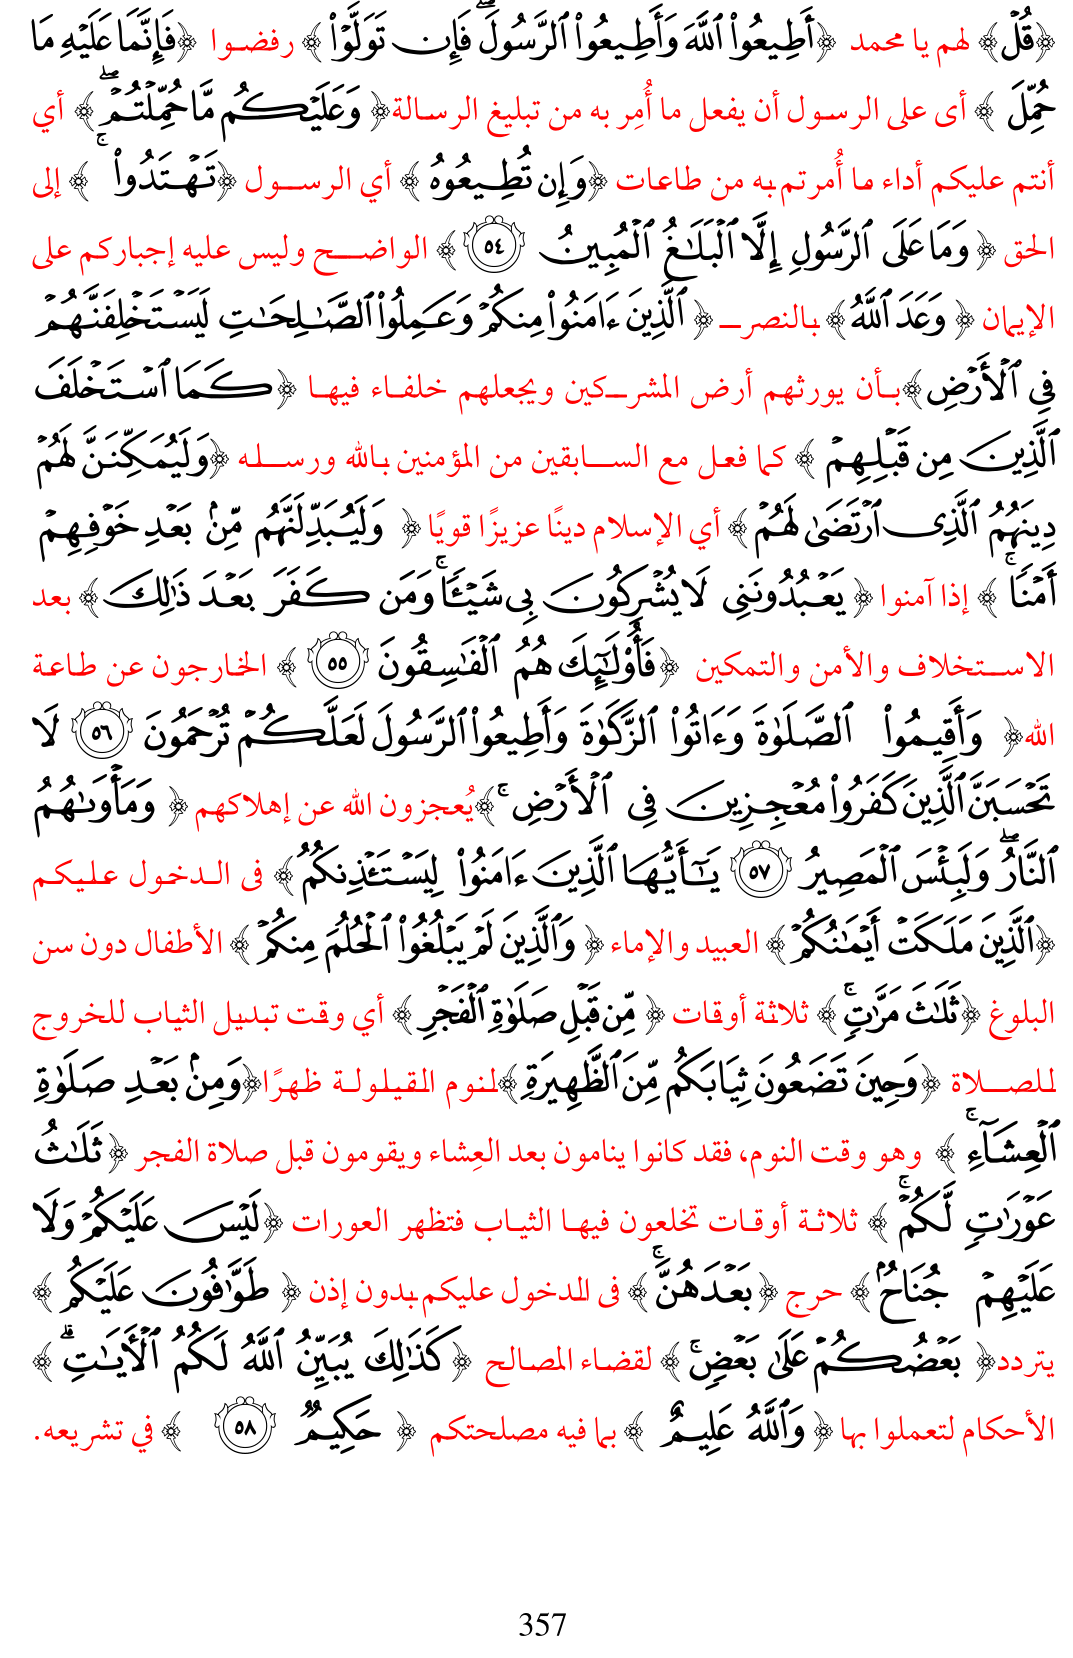 ﴿قُلْ﴾ لهم يا محمد ﴿أَطِيعُوا۟ ٱللَّهَ وَأَطِيعُوا۟ ٱلرَّسُولَ ۖ فَإِن تَوَلَّوْا۟ ﴾ رفضوا ﴿فَإِنَّمَا عَلَيْهِ مَا
حُمِّلَ ﴾ أى على الرسول أن يفعل ما أُمِر به من تبليغ الرسالة﴿ وَعَلَيْكُم مَّا حُمِّلْتُمْ ۖ ﴾ أي
أنتم عليكم أداء ما أُمرتم به من طاعات ﴿وَإِن تُطِيعُوهُ ﴾ أي الرسول ﴿تَهْتَدُوا۟ ۚ ﴾ إلى
الحق ﴿ وَمَا عَلَى ٱلرَّسُولِ إِلَّا ٱلْبَلَـٰغُ ٱلْمُبِينُ ٥٤ ﴾ الواضح وليس عليه إجباركم على
الإيمان ﴿ وَعَدَ ٱللَّهُ﴾ بالنصر ﴿ ٱلَّذِينَ ءَامَنُوا۟ مِنكُمْ وَعَمِلُوا۟ ٱلصَّـٰلِحَـٰتِ لَيَسْتَخْلِفَنَّهُمْ
فِى ٱلْأَرْضِ ﴾بأن يورثهم أرض المشركين ويجعلهم خلفاء فيها ﴿كَمَا ٱسْتَخْلَفَ
ٱلَّذِينَ مِن قَبْلِهِمْ ﴾ كما فعل مع السابقين من المؤمنين بالله ورسله ﴿وَلَيُمَكِّنَنَّ لَهُمْ
دِينَهُمُ ٱلَّذِى ٱرْتَضَىٰ لَهُمْ ﴾ أي الإسلام دينًا عزيزًا قويًا ﴿ وَلَيُبَدِّلَنَّهُم مِّنۢ بَعْدِ خَوْفِهِمْ
أَمْنًا ۚ ﴾ إذا آمنوا ﴿ يَعْبُدُونَنِى لَا يُشْرِكُونَ بِى شَيْـًٔا ۚ وَمَن كَفَرَ بَعْدَ ذَٰلِكَ ﴾ بعد
الاستخلاف والأمن والتمكين ﴿فَأُو۟لَـٰٓئِكَ هُمُ ٱلْفَـٰسِقُونَ ٥٥ ﴾ الخارجون عن طاعة
الله﴿ وَأَقِيمُوا۟ ٱلصَّلَوٰةَ وَءَاتُوا۟ ٱلزَّكَوٰةَ وَأَطِيعُوا۟ ٱلرَّسُولَ لَعَلَّكُمْ تُرْحَمُونَ ٥٦ لَا
تَحْسَبَنَّ ٱلَّذِينَ كَفَرُوا۟ مُعْجِزِينَ فِى ٱلْأَرْضِ ۚ ﴾يُعجزون الله عن إهلاكهم ﴿ وَمَأْوَىٰهُمُ
ٱلنَّارُ ۖ وَلَبِئْسَ ٱلْمَصِيرُ ٥٧ يَـٰٓأَيُّهَا ٱلَّذِينَ ءَامَنُوا۟ لِيَسْتَـْٔذِنكُمُ ﴾ فى الدخول عليكم
﴿ٱلَّذِينَ مَلَكَتْ أَيْمَـٰنُكُمْ ﴾ العبيد والإماء ﴿ وَٱلَّذِينَ لَمْ يَبْلُغُوا۟ ٱلْحُلُمَ مِنكُمْ ﴾ الأطفال دون سن
البلوغ ﴿ثَلَـٰثَ مَرَّٰتٍ ۚ ﴾ ثلاثة أوقات ﴿ مِّن قَبْلِ صَلَوٰةِ ٱلْفَجْرِ ﴾ أي وقت تبديل الثياب للخروج
للصلاة ﴿وَحِينَ تَضَعُونَ ثِيَابَكُم مِّنَ ٱلظَّهِيرَةِ ﴾لنوم القيلولة ظهرًا﴿وَمِنۢ بَعْدِ صَلَوٰةِ
ٱلْعِشَآءِ ۚ ﴾ وهو وقت النوم، فقد كانوا ينامون بعد العِشاء ويقومون قبل صلاة الفجر ﴿ثَلَـٰثُ
عَوْرَٰتٍ لَّكُمْ ۚ ﴾ ثلاثة أوقات تخلعون فيها الثياب فتظهر العورات ﴿لَيْسَ عَلَيْكُمْ وَلَا
عَلَيْهِمْ جُنَاحٌۢ ﴾ حرج ﴿بَعْدَهُنَّ ۚ ﴾ فى الدخول عليكم بدون إذن ﴿ طَوَّٰفُونَ عَلَيْكُم ﴾
يتردد﴿ بَعْضُكُمْ عَلَىٰ بَعْضٍ ۚ ﴾ لقضاء المصالح ﴿كَذَٰلِكَ يُبَيِّنُ ٱللَّهُ لَكُمُ ٱلْـَٔايَـٰتِ ۗ ﴾
الأحكام لتعملوا بها ﴿ وَٱللَّهُ عَلِيمٌ ﴾ بما فيه مصلحتكم ﴿ حَكِيمٌ ٥٨ ﴾ في تشريعه.
357